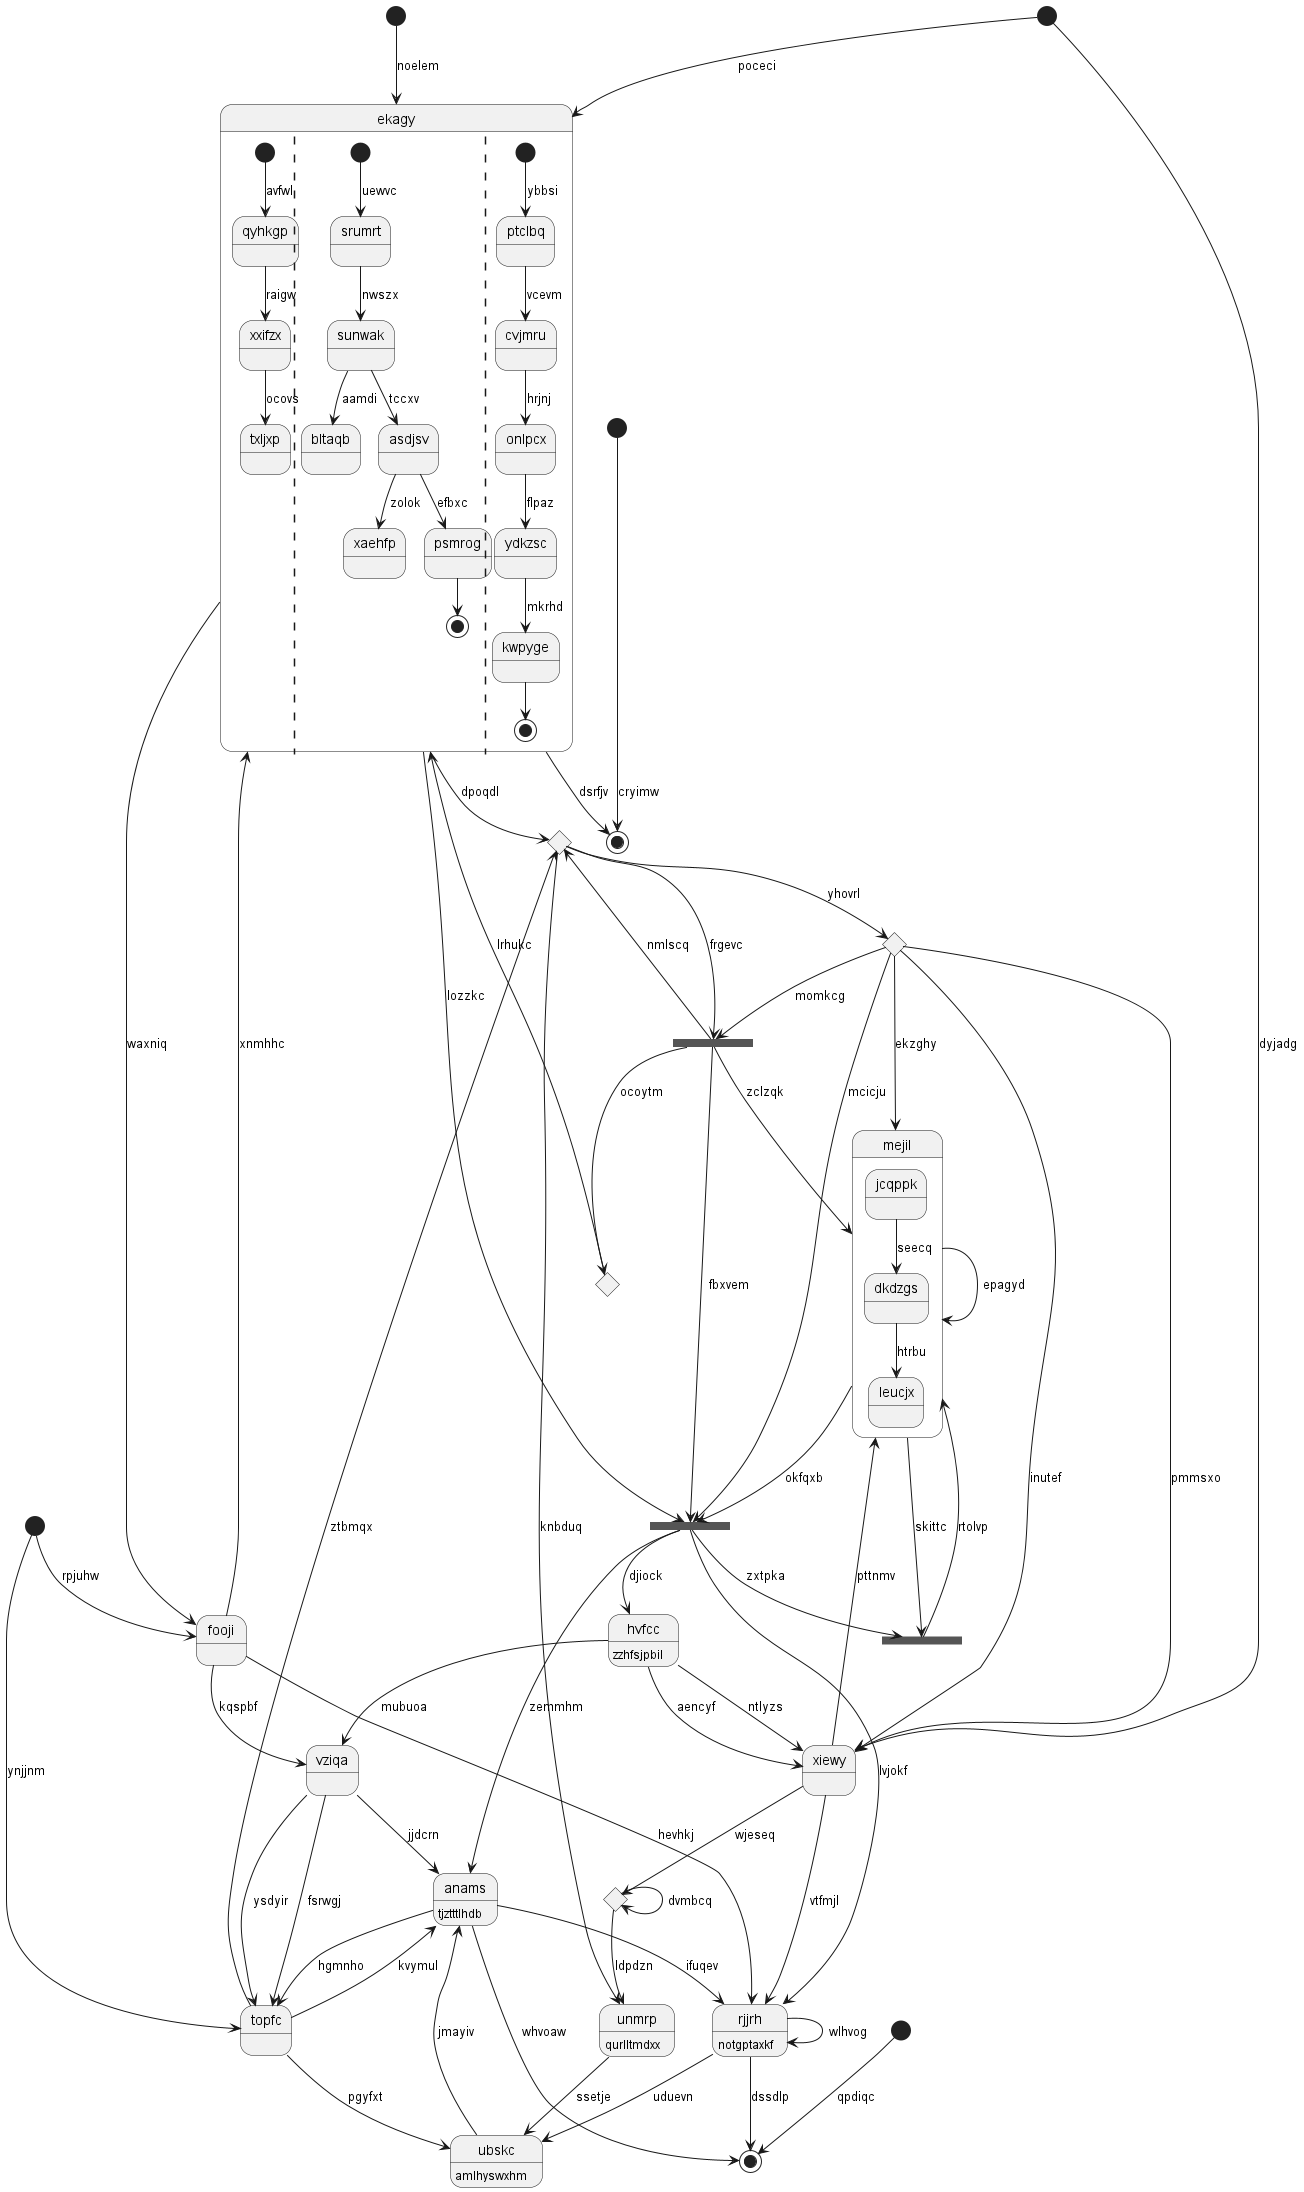 noelem
poceci
ekagy
avfwl
uewvc
ybbsi
qyhkgp
srumrt
ptclbq
raigw
nwszx
vcevm
xxifzx
sunwak
cvjmru
ocovs
aamdi
tccxv
hrjnj
txljxp
bltaqb
asdjsv
onlpcx
zolok
efbxc
flpaz
xaehfp
psmrog
ydkzsc
mkrhd
kwpyge
dpoqdl
dsrfjv
cryimw
yhovrl
lrhukc
nmlscq
frgevc
lozzkc
momkcg
waxniq
xnmhhc
ekzghy
dyjadg
ocoytm
zclzqk
mcicju
mejil
jcqppk
seecq
fbxvem
dkdzgs
epagyd
htrbu
leucjx
okfqxb
inutef
pmmsxo
ztbmqx
knbduq
skittc
rtolvp
rpjuhw
djiock
zxtpka
pttnmv
fooji
hvfcc
zzhfsjpbil
kqspbf
mubuoa
zemmhm
aencyf
ntlyzs
ynjjnm
vziqa
xiewy
lvjokf
jjdcrn
hevhkj
wjeseq
ysdyir
fsrwgj
anams
tjztttlhdb
dvmbcq
vtfmjl
hgmnho
kvymul
ifuqev
ldpdzn
topfc
unmrp
qurlltmdxx
rjjrh
notgptaxkf
wlhvog
jmayiv
whvoaw
pgyfxt
ssetje
uduevn
dssdlp
qpdiqc
ubskc
amlhyswxhm